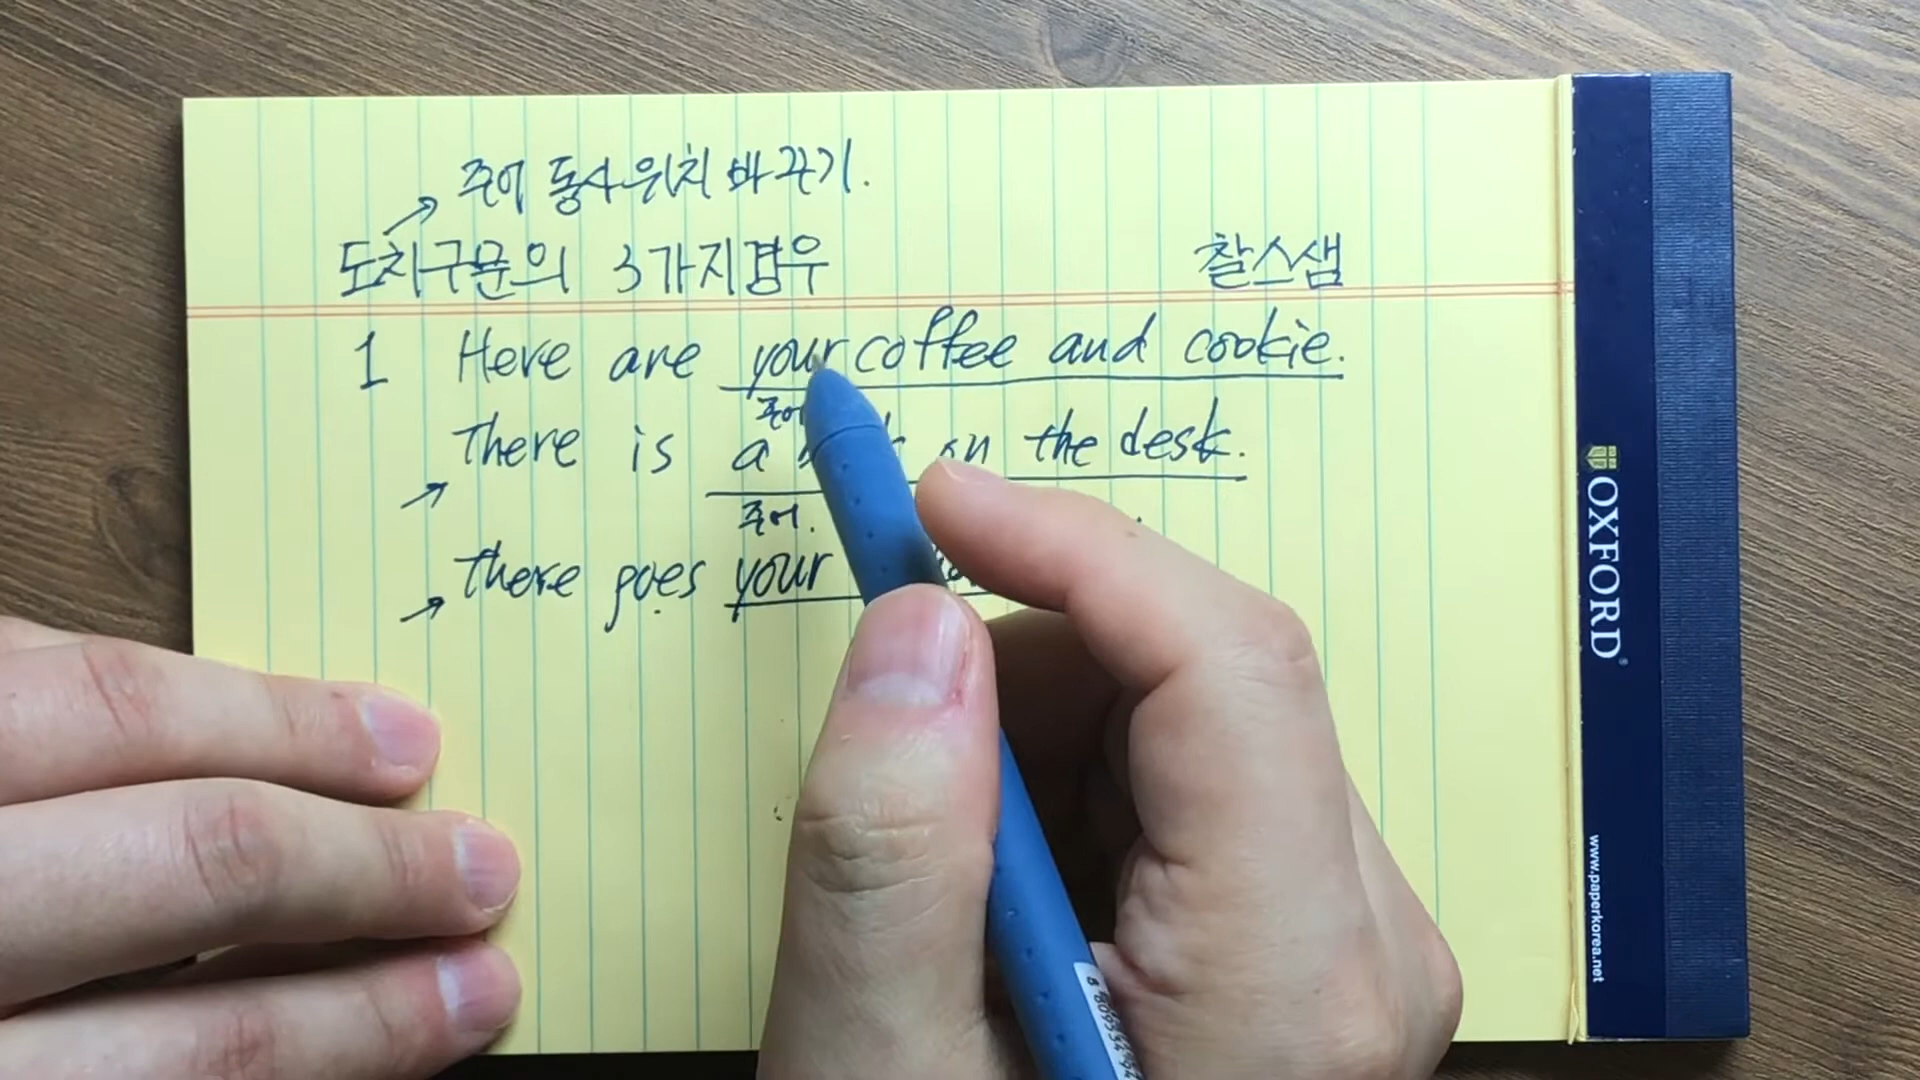 주어 동사 위치 바꾸기.
도치구문의 3가지경우 찰스샘
1 Here are your coffee and cookie.
주어
There is a on the desk.
주어.
there goes your
OXFORD
www.paperkorea.net